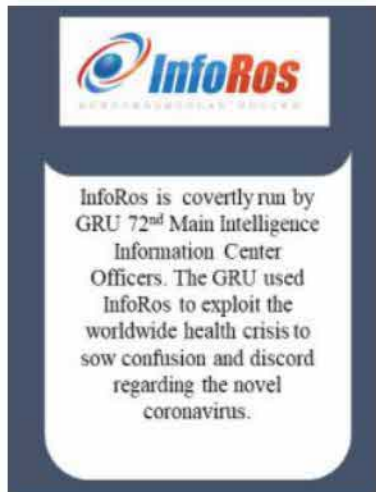 InfoRos
InfoRos is covertly run by
GRU 72nd Main Intelligence
Information Center
Officers. The GRU used
InfoRos to exploit the
worldwide health crisis to
sow confusion and discord
regarding the novel
coronavirus.